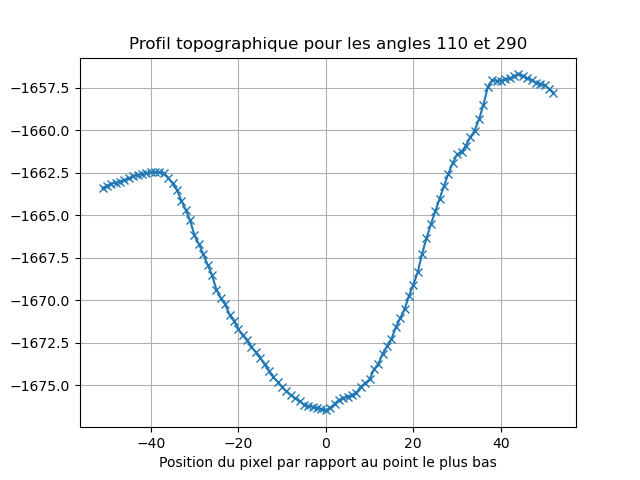 Profil topographique pour les angles 110 et 290
−1657.5
−1660.0
−1662.5
−1665.0
−1667.5
−1670.0
−1672.5
−1675.0
−40 −20 0 20 40
Position du pixel par rapport au point le plus bas